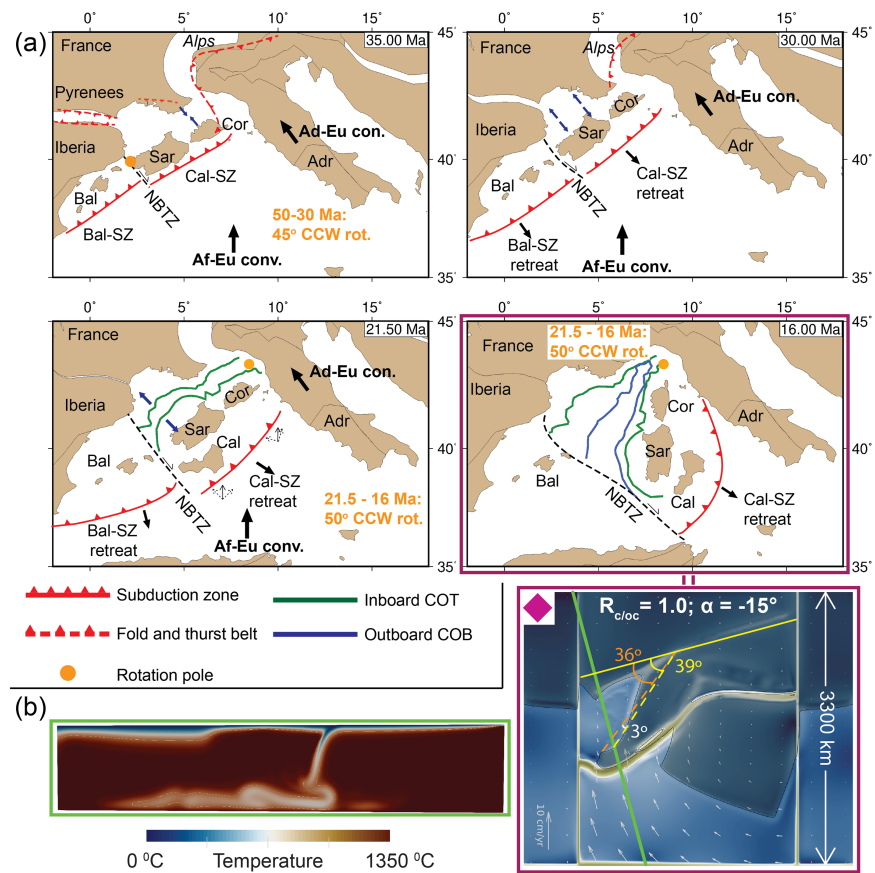 (a)
0° 5° 10° 15°
0° 5° 10° 15°
France
Alps
35.00 Ma
45°
Pyrenees
Cor
Ad-Eu con.
Iberia
Sar
Adr
40°
Cal-SZ
Bal
NBTZ
50-30 Ma:
45° CCW rot.
Bal-SZ
Af-Eu conv.
35°
France
Alps
30.00 Ma
45°
Cor
Ad-Eu con.
Iberia
Sar
Adr
40°
Cal-SZ
retreat
Bal
NBTZ
Bal-SZ
retreat
Af-Eu conv.
35°
0° 5° 10° 15°
0° 5° 10° 15°
France
21.50 Ma
45°
Ad-Eu con.
Iberia
Cor
Sar
Adr
Cal
40°
Bal
Cal-SZ
retreat
NBTZ
21.5 - 16 Ma:
50° CCW rot.
Bal-SZ
retreat
Af-Eu conv.
35°
21.5 - 16 Ma:
50° CCW rot.
16.00 Ma
45°
France
Iberia
Cor
Adr
Sar
40°
Bal
Cal
Cal-SZ
retreat
NBTZ
35°
Subduction zone
Inboard COT
Fold and thurst belt
Outboard COB
Rotation pole
R c/oc = 1.0; α = -15°
36°
39°
3°
3300 km
10 cm/yr
(b)
0 ⁰C Temperature 1350 ⁰C